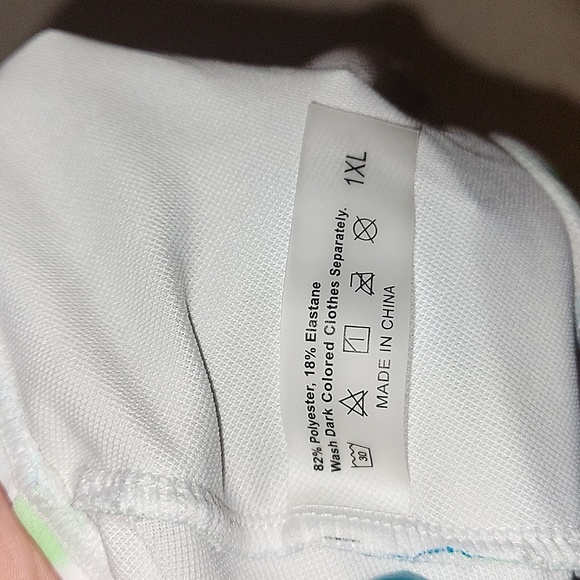 82% Polyester, 18% Elastane
Wash Dark Colored Clothes Separately.
30
MADE IN CHINA
1XL